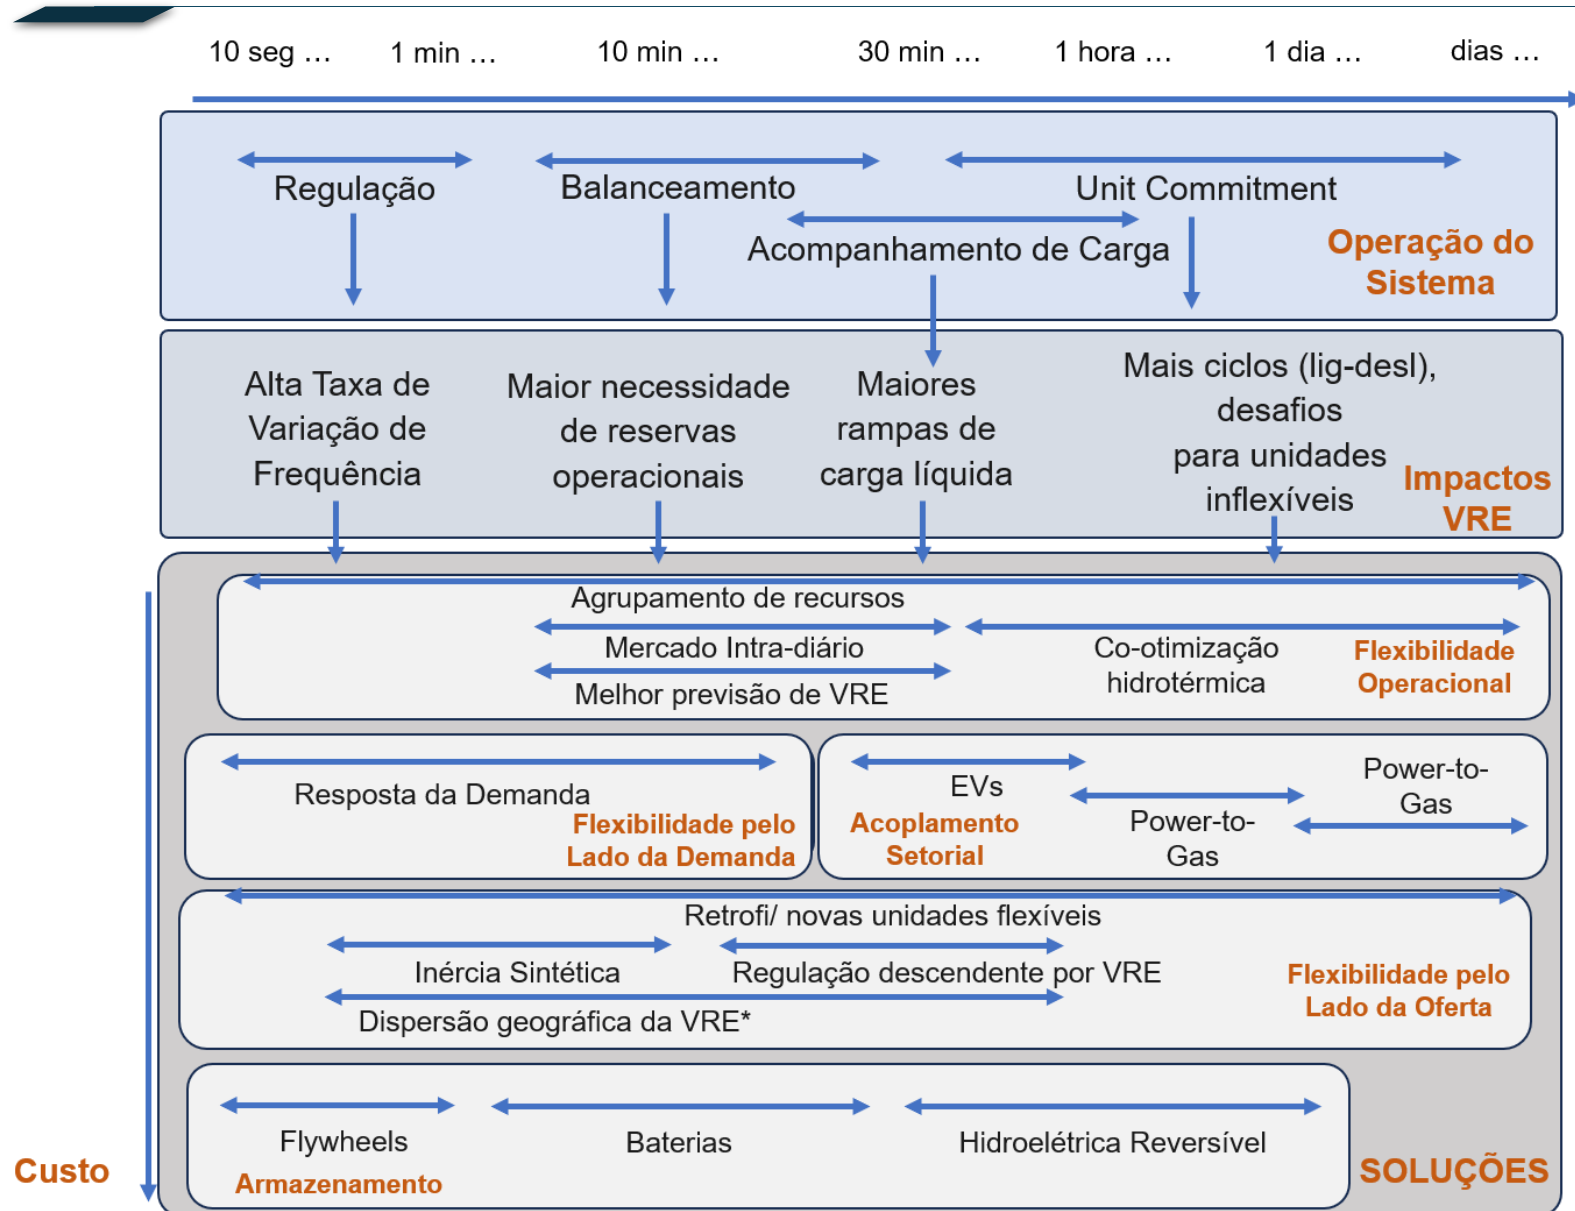 10 seg … 1 min … 10 min … 30 min … 1 hora … 1 dia … dias …
Regulação
Balanceamento
Unit Commitment
Acompanhamento de Carga
Operação do
Sistema
Alta Taxa de
Variação de
Frequência
Maior necessidade
de reservas
operacionais
Maiores
rampas de
carga líquida
Mais ciclos (lig-desl),
desafios
para unidades
inflexíveis
Impactos
VRE
Agrupamento de recursos
Mercado Intra-diário
Melhor previsão de VRE
Co-otimização
hidrotérmica
Flexibilidade
Operacional
Resposta da Demanda
Flexibilidade pelo
Lado da Demanda
EVs
Acoplamento
Setorial
Power-to-
Gas
Power-to-
Gas
Retrofi/ novas unidades flexíveis
Inércia Sintética
Regulação descendente por VRE
Dispersão geográfica da VRE*
Flexibilidade pelo
Lado da Oferta
Flywheels
Baterias
Hidroelétrica Reversível
Armazenamento
SOLUÇÕES
Custo